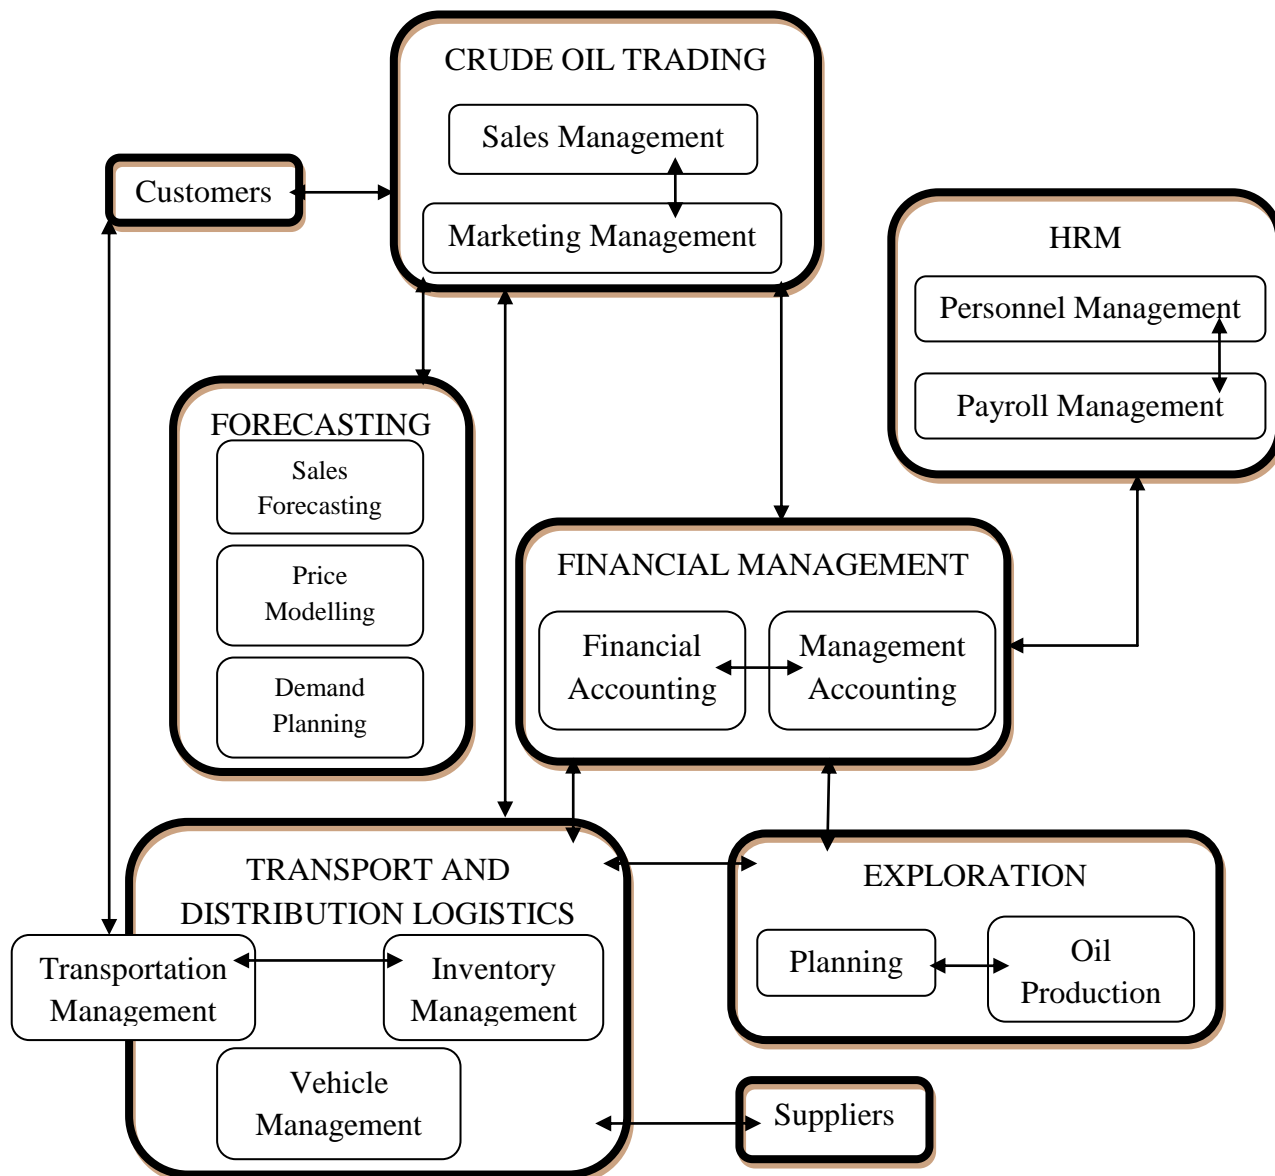 CRUDE OIL TRADING
Sales Management
Marketing Management
Customers
HRM
Personnel Management
Payroll Management
FORECASTING
Sales
Forecasting
Price
Modelling
Demand
Planning
FINANCIAL MANAGEMENT
Financial
Accounting
Management
Accounting
TRANSPORT AND
DISTRIBUTION LOGISTICS
Transportation
Management
Inventory
Management
Vehicle
Management
EXPLORATION
Planning
Oil
Production
Suppliers